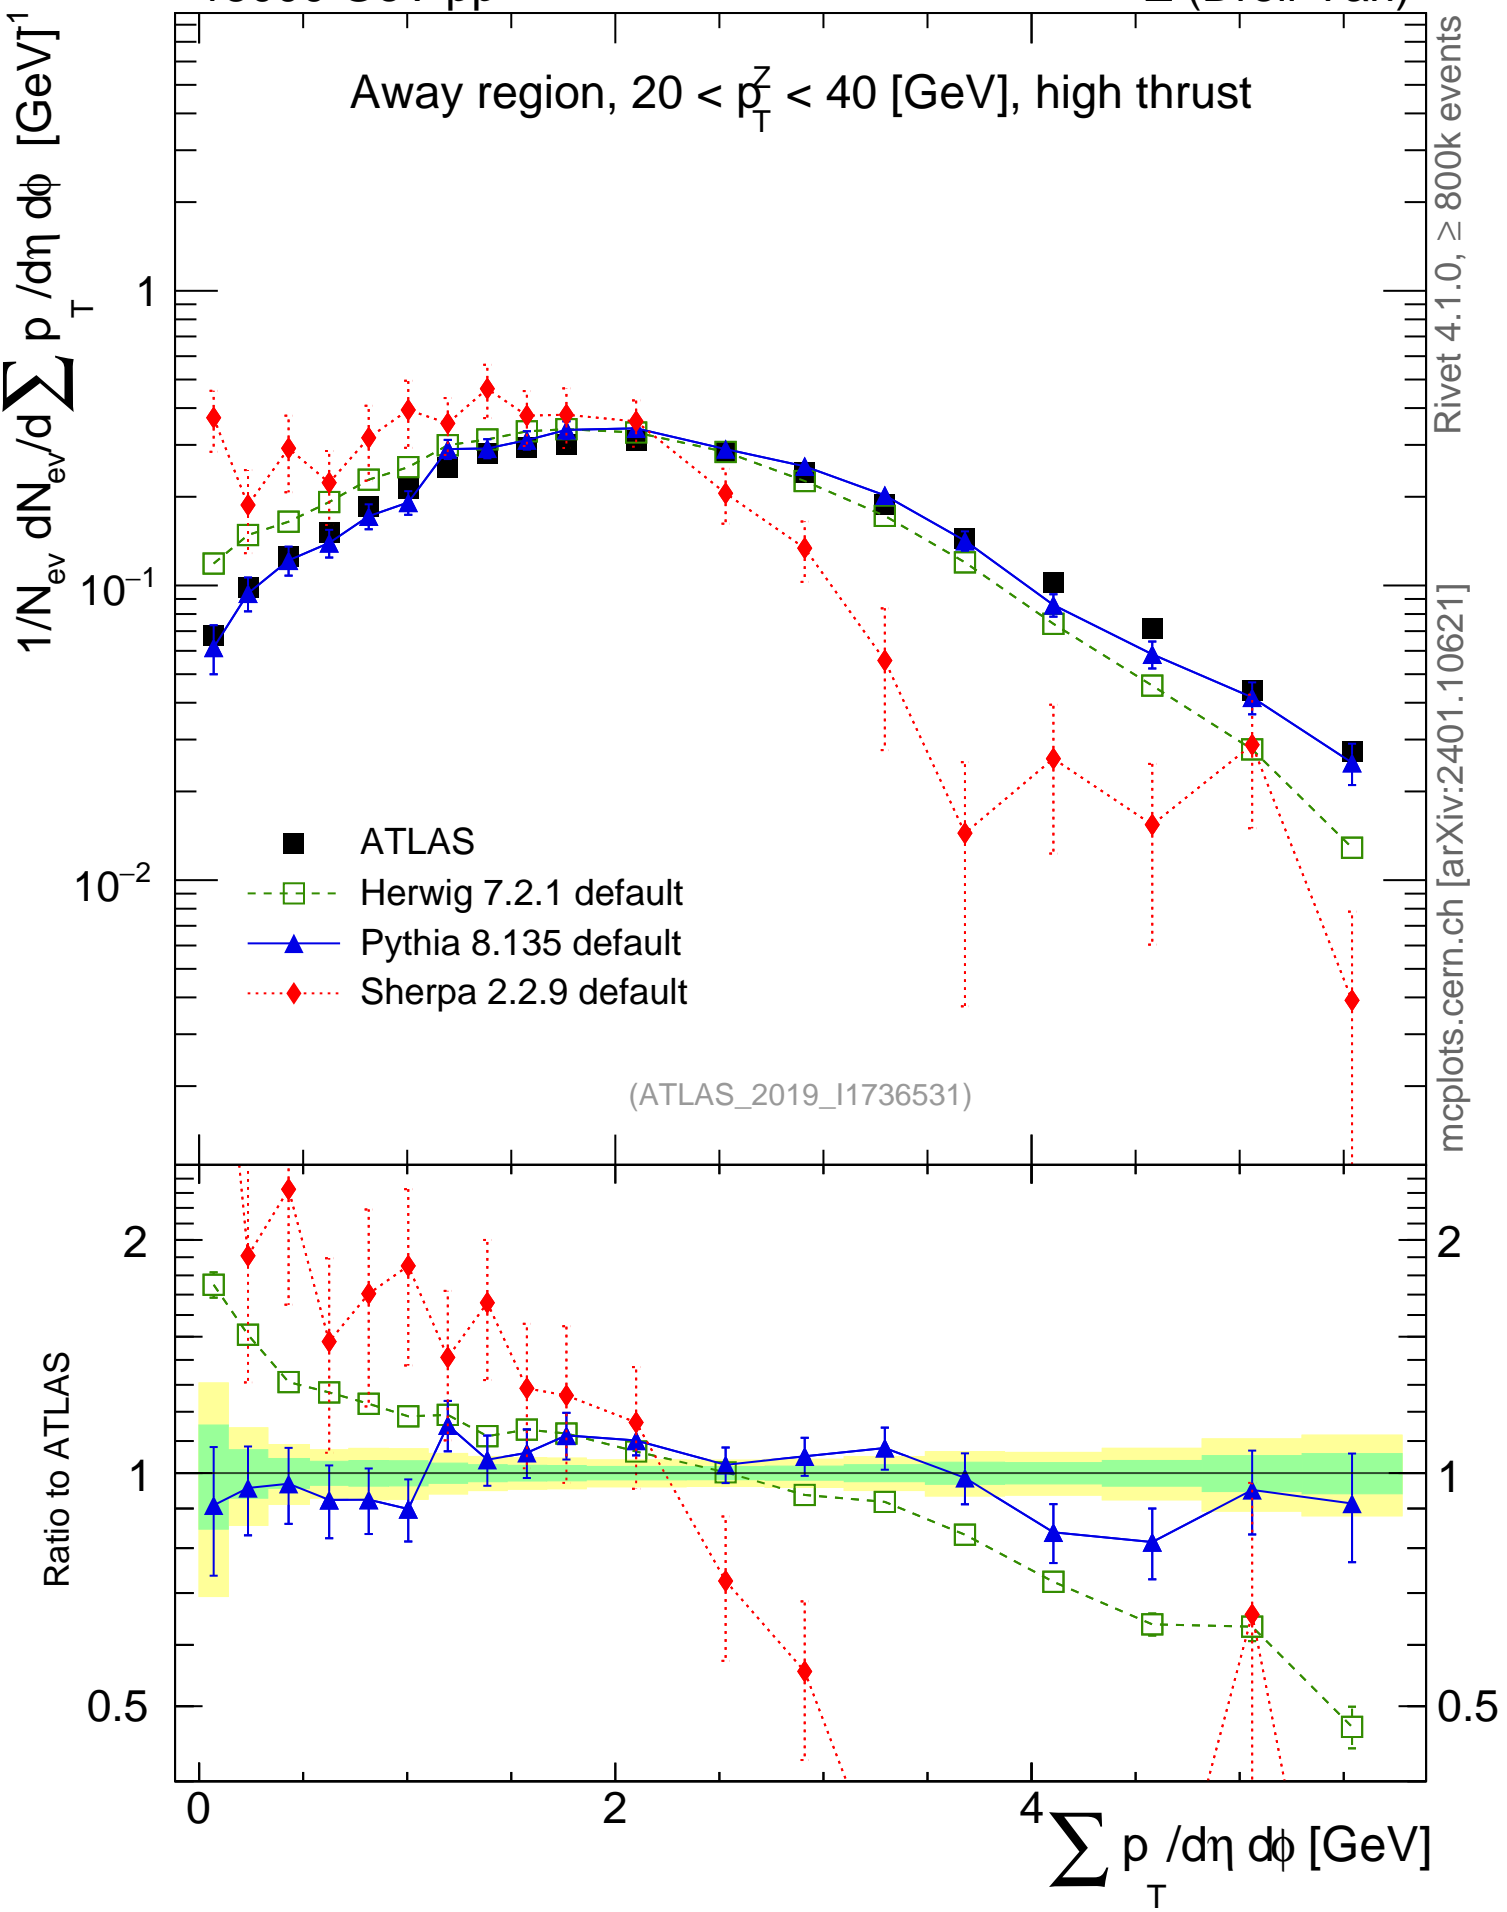 Away region, 20 < p_T^Z < 40 [GeV], high thrust
1/N_ev dN_ev/d∑ p_T/dη dϕ [GeV]^-1
1
10^−1
10^−2
ATLAS
Herwig 7.2.1 default
Pythia 8.135 default
Sherpa 2.2.9 default
(ATLAS_2019_I1736531)
Rivet 4.1.0, ≥ 800k events
mcplots.cern.ch [arXiv:2401.10621]
Ratio to ATLAS
2
1
0.5
2
1
0.5
0 2 4
∑ p_T/dη dϕ [GeV]